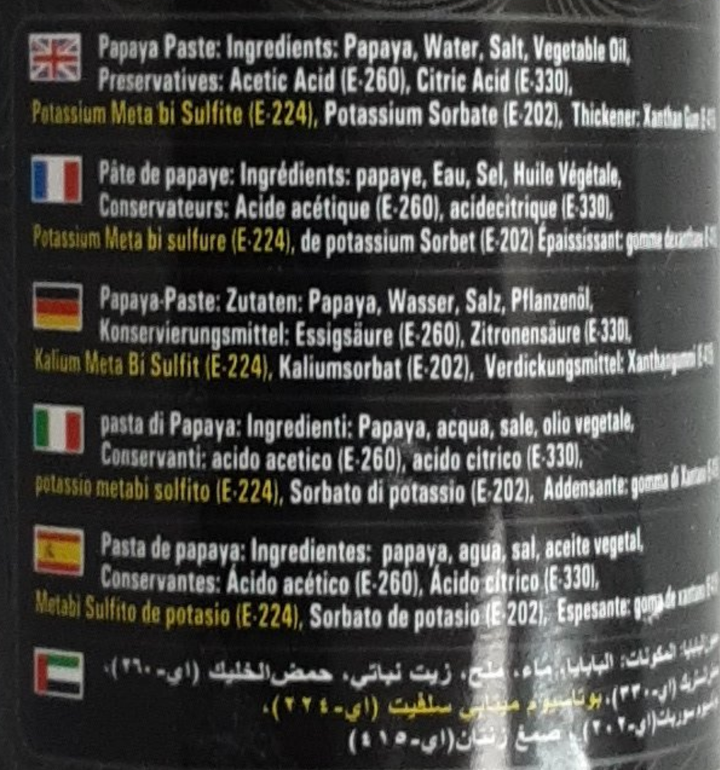 Papaya Paste: Ingredients: Papaya, Water, Salt, Vegetable Oil,
Preservatives: Acetic Acid (E-260), Citric Acid (E-330),
Potassium Meta bi Sulfite (E-224), Potassium Sorbate (E-202), Thickener: Xanthan Gum
Pâte de papaye: Ingrédients: papaye, Eau, Sel, Huile Végétale,
Conservateurs: Acide acétique (E-260), acidecitrique (E-330),
Potassium Meta bi sulfure (E-224), de potassium Sorbet (E-202) Épaississant: gomme dexanthane
Papaya-Paste: Zutaten: Papaya, Wasser, Salz, Pflanzenöl,
Konservierungsmittel: Essigsäure (E-260), Zitronensäure (E-330),
Kalium Meta Bi Sulfit (E-224), Kaliumsorbat (E-202), Verdickungsmittel: Xanthangummi
pasta di Papaya: Ingredienti: Papaya, acqua, sale, olio vegetale,
Conservanti: acido acetico (E-260), acido citrico (E-330),
potassio metabi solfito (E-224), Sorbato di potassio (E-202), Addensante: gomma di Xantano
Pasta de papaya: Ingredientes: papaya, agua, sal, aceite vegetal,
Conservantes: Ácido acético (E-260), Ácido cítrico (E-330),
Metabi Sulfito de potasio (E-224), Sorbato de potasio (E-202), Espesante: goma de xantano
المكونات: البابايا، ماء، ملح، زيت نباتي، حمض الخليك (اي-٢٦٠)،
(اي-٣٣٠)، بوتاسيوم ميتابي سلفيت (اي-٢٢٤)،
(اي-٢٠٢)، صمغ زنتان(اي-٤١٥)